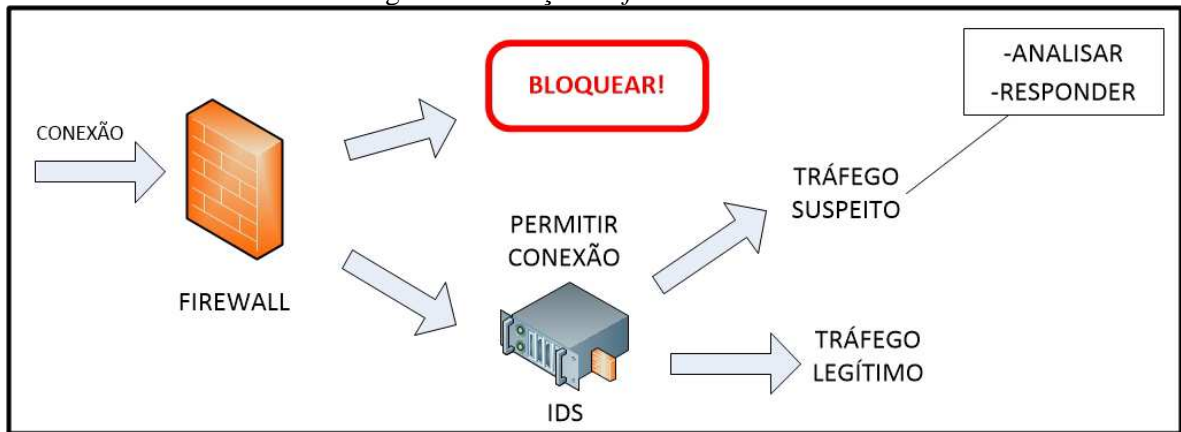 BLOQUEAR!
-ANALISAR
-RESPONDER
CONEXÃO
TRÁFEGO
SUSPEITO
PERMITIR
CONEXÃO
FIREWALL
TRÁFEGO
LEGÍTIMO
IDS